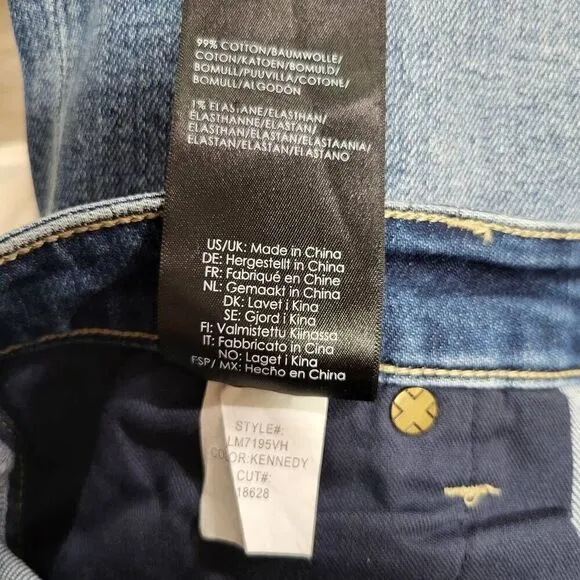 99% COTTON/BAUMWOLLE/
COTON/KATOEN/BOMULD/
BOMULL/PUUVILLA/COTONE/
BOMULL/ALGODÓN
1% ELASTANE/ELASTHAN/
ÉLASTHANNE/ELASTAN/
ELASTHAN/ELASTAN/ELASTAANIA/
ELASTAN/ELASTAN/ELASTANO
US/UK: Made in China
DE: Hergestellt in China
FR: Fabriqué en Chine
NL: Gemaakt in China
DK: Lavet i Kina
SE: Gjord i Kina
FI: Valmistettu Kiinassa
IT: Fabbricato in Cina
NO: Laget i Kina
ESP/ MX: Hecho en China
STYLE#:
LM7195VH
COLOR:KENNEDY
CUT#:
18628